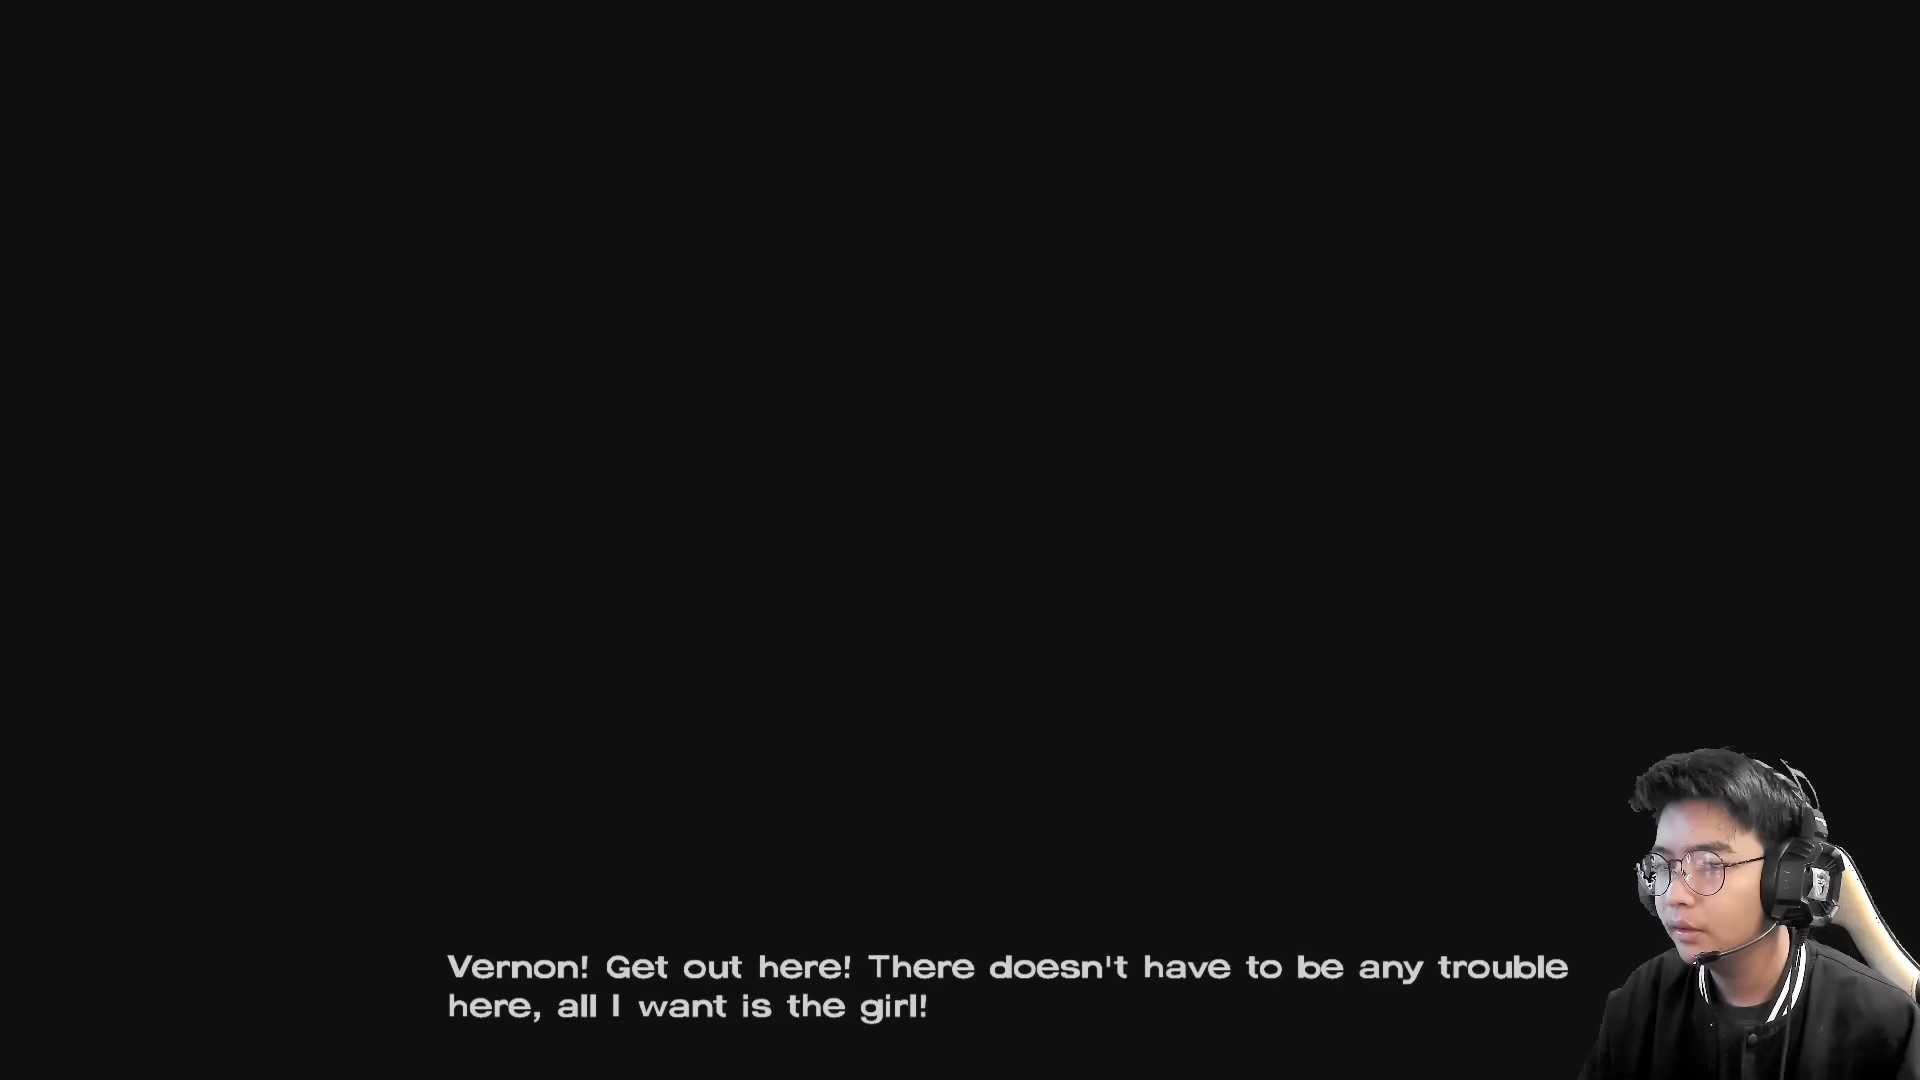 Vernon! Get out here! There doesn't have to be any trouble
here, all I want is the girl!